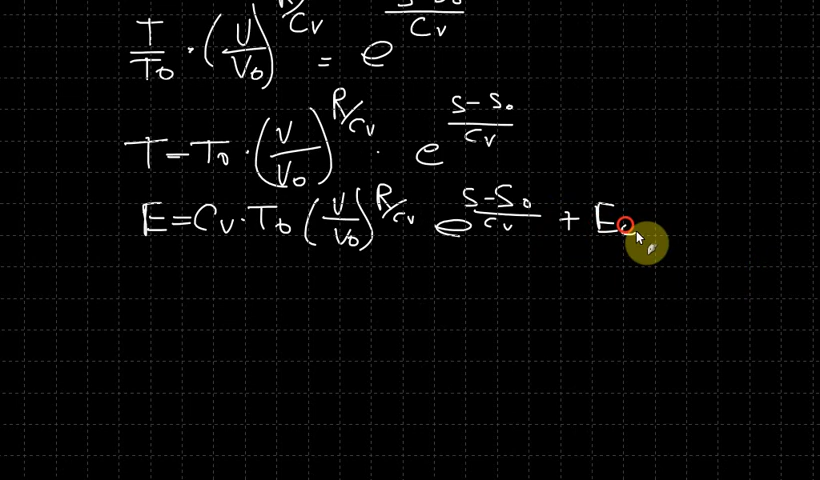 T/T₀ · (V/V₀)^(R/Cv) = e^((S-S₀)/Cv)
T = T₀ · (V/V₀)^(R/Cv) · e^((S-S₀)/Cv)
E = Cv · T₀ (V/V₀)^(R/Cv) e^((S-S₀)/Cv) + E₀